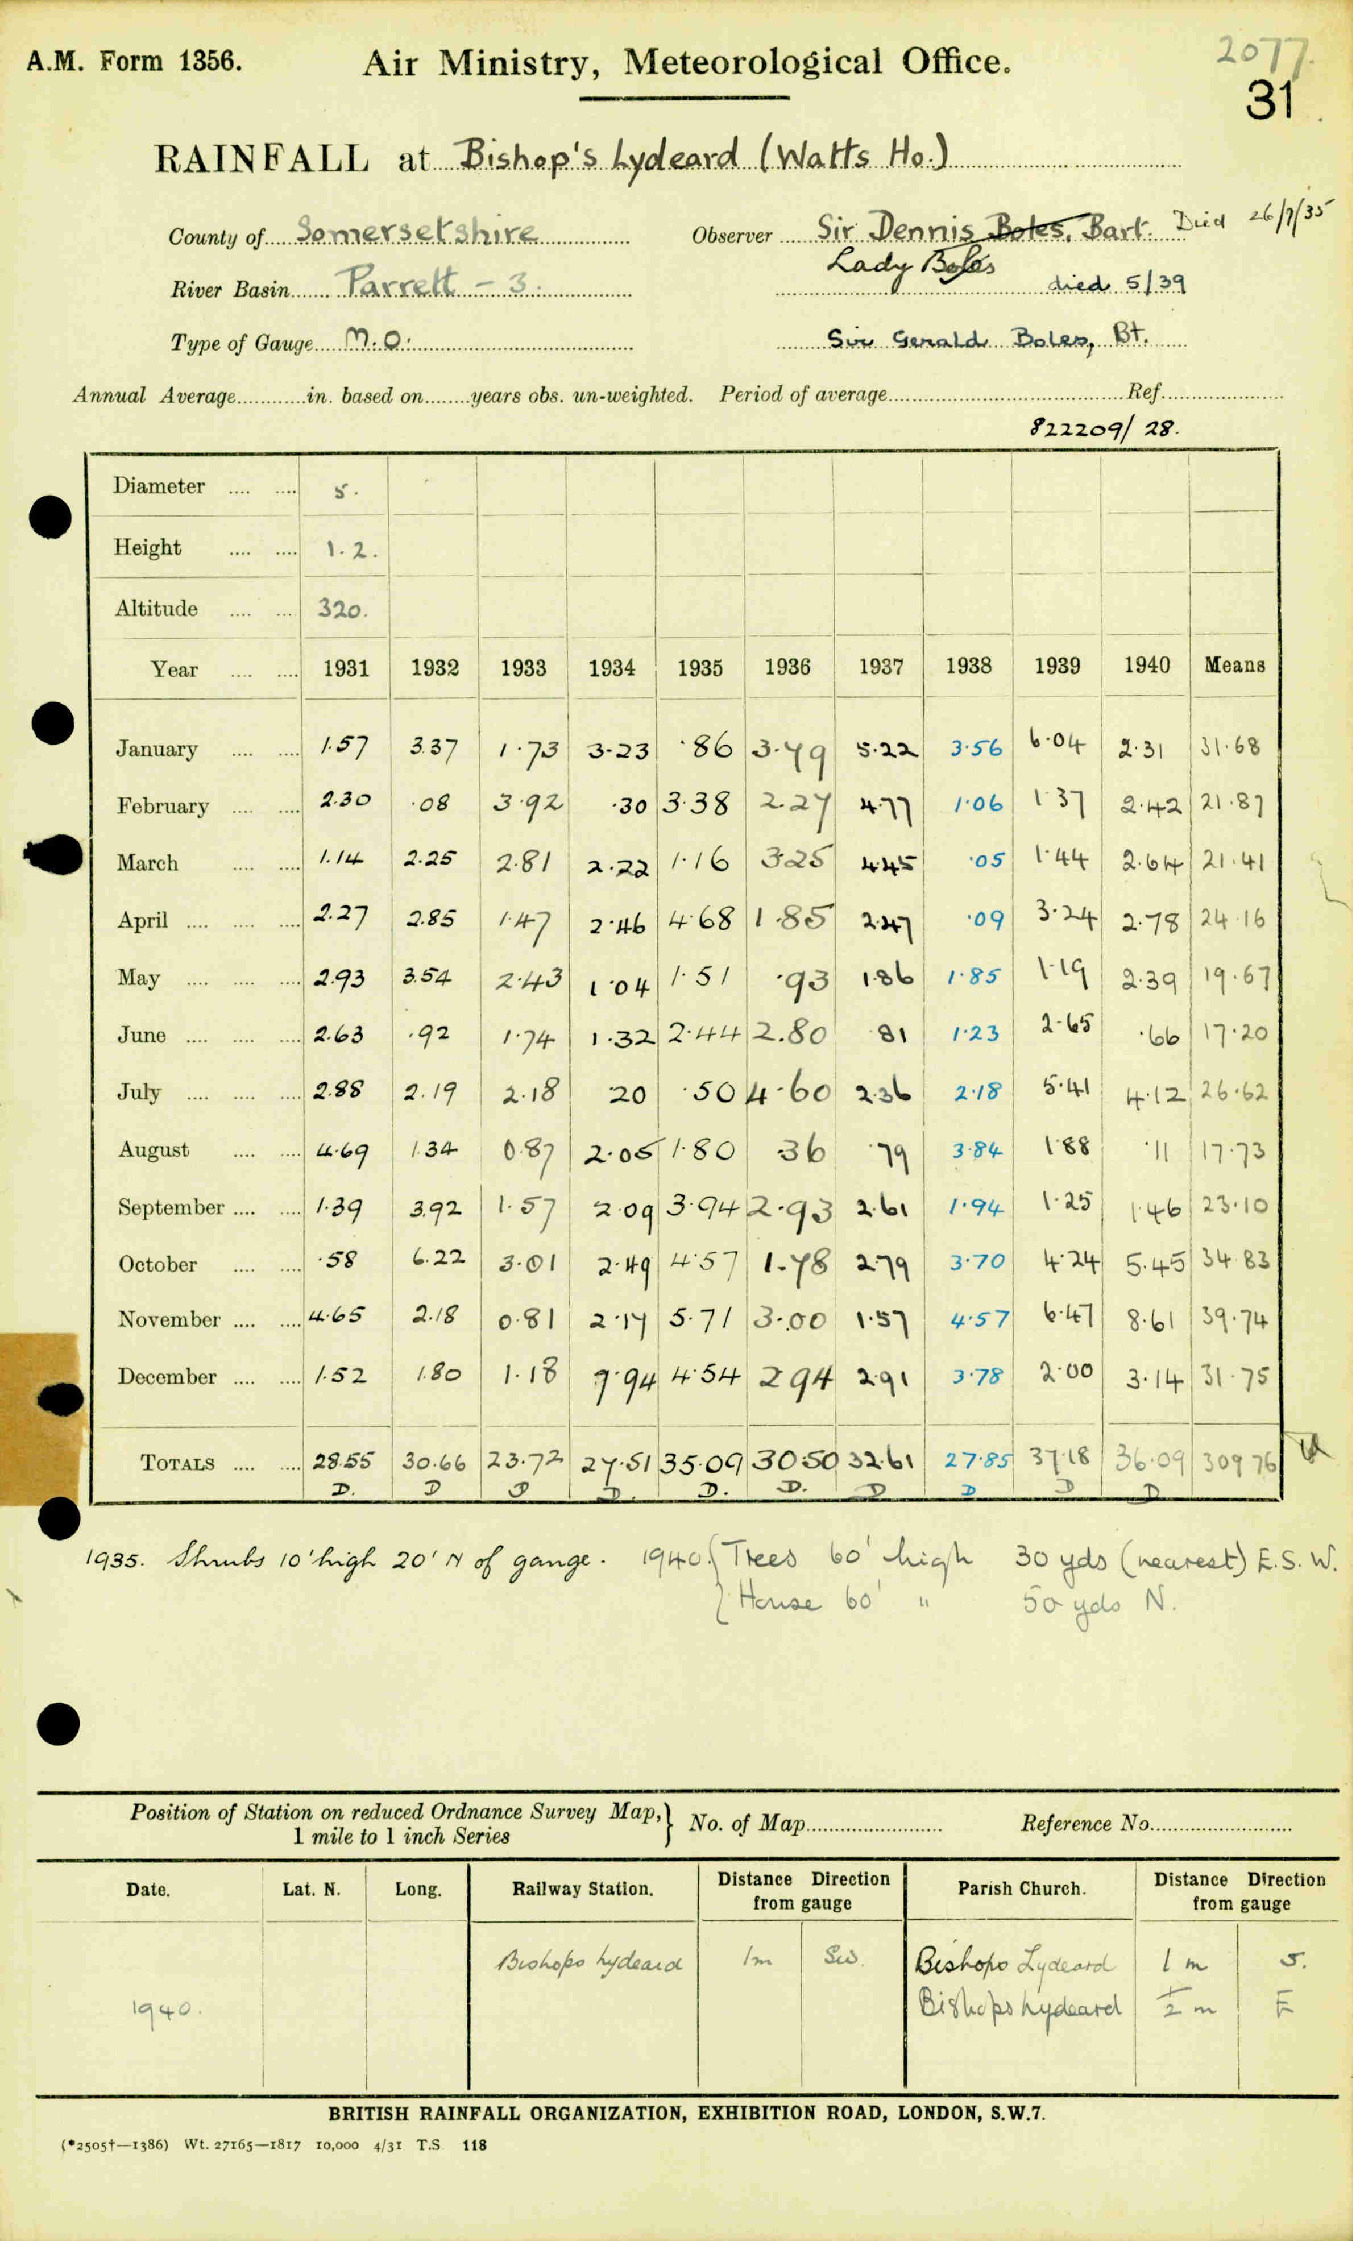 A.M. Form 1356.
Air Ministry, Meteorological Office.
2077.
31
RAINFALL at Bishop's Lydeard (Watts Ho.)
County of Somersetshire Observer Sir Dennis Boles, Bart. Died 26/7/35
Lady Boles
River Basin Parrett - 3. died 5/39
Type of Gauge M.O. Sir Gerald Boles, Bt.
Annual Average in. based on years obs. un-weighted. Period of average Ref.
822209/28.
Diameter 5.
Height 1.2.
Altitude 320.
Year 1931 1932 1933 1934 1935 1936 1937 1938 1939 1940 Means
January 1.57 3.37 1.73 3.23 .86 3.79 5.22 3.56 6.04 2.31 31.68
February 2.30 .08 3.92 .30 3.38 2.27 4.77 1.06 1.37 2.42 21.87
March 1.14 2.25 2.81 2.22 1.16 3.25 4.45 .05 1.44 2.64 21.41
April 2.27 2.85 1.47 2.46 4.68 1.85 2.47 .09 3.24 2.78 24.16
May 2.93 3.54 2.43 1.04 1.51 .93 1.86 1.85 1.19 2.39 19.67
June 2.63 .92 1.74 1.32 2.44 2.80 .81 1.23 2.65 .66 17.20
July 2.88 2.19 2.18 .20 .50 4.60 2.36 2.18 5.41 4.12 26.62
August 4.69 1.34 0.87 2.05 1.80 .36 .79 3.84 1.88 .11 17.73
September 1.39 3.92 1.57 2.09 3.94 2.93 2.61 1.94 1.25 1.46 23.10
October .58 6.22 3.01 2.49 4.57 1.78 2.79 3.70 4.24 5.45 34.83
November 4.65 2.18 0.81 2.17 5.71 3.00 1.57 4.57 6.47 8.61 39.74
December 1.52 1.80 1.18 7.94 4.54 2.94 2.91 3.78 2.00 3.14 31.75
TOTALS 28.55 30.66 23.72 27.51 35.09 30.50 32.61 27.85 37.18 36.09 309.76
D. D D D. D. D. D D D D
1935. Shrubs 10' high 20' N of gauge. 1940. { Trees 60' high 30 yds (nearest) E.S.W.
House 60' " 50 yds N.
Position of Station on reduced Ordnance Survey Map, } No. of Map Reference No.
1 mile to 1 inch Series
Date. Lat. N. Long. Railway Station. Distance Direction from gauge Parish Church. Distance Direction from gauge
Bishops Lydeard 1m SW. Bishops Lydeard 1 m S.
1940. Bishops Lydeard ½ m E
BRITISH RAINFALL ORGANIZATION, EXHIBITION ROAD, LONDON, S.W.7.
(*2505†—1386) Wt. 27165—1817 10,000 4/31 T.S. 118